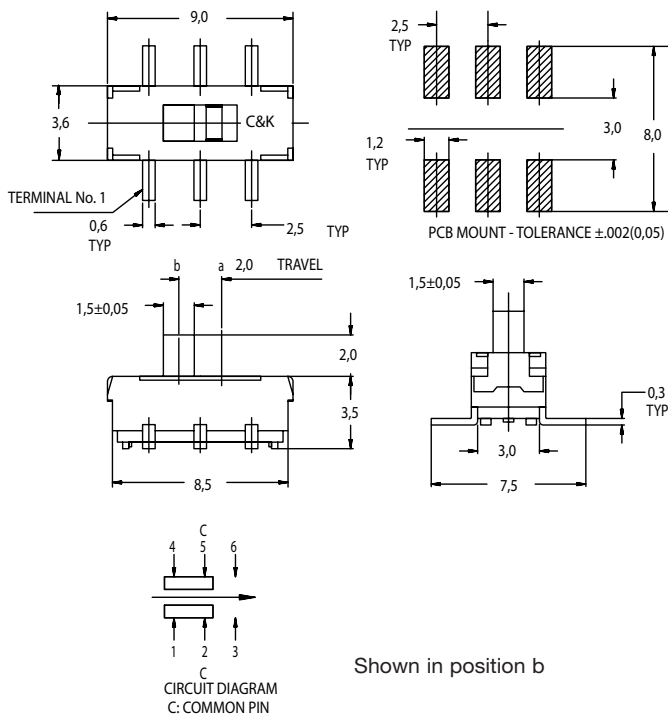 9,0
3,6
C&K
TERMINAL No. 1
0,6
TYP
2,5 TYP
2,5
TYP
1,2
TYP
3,0
8,0
PCB MOUNT - TOLERANCE ±.002(0,05)
b a 2,0 TRAVEL
1,5±0,05
2,0
3,5
8,5
1,5±0,05
0,3
TYP
3,0
7,5
C
4 5 6
1 2 3
C
CIRCUIT DIAGRAM
C: COMMON PIN
Shown in position b